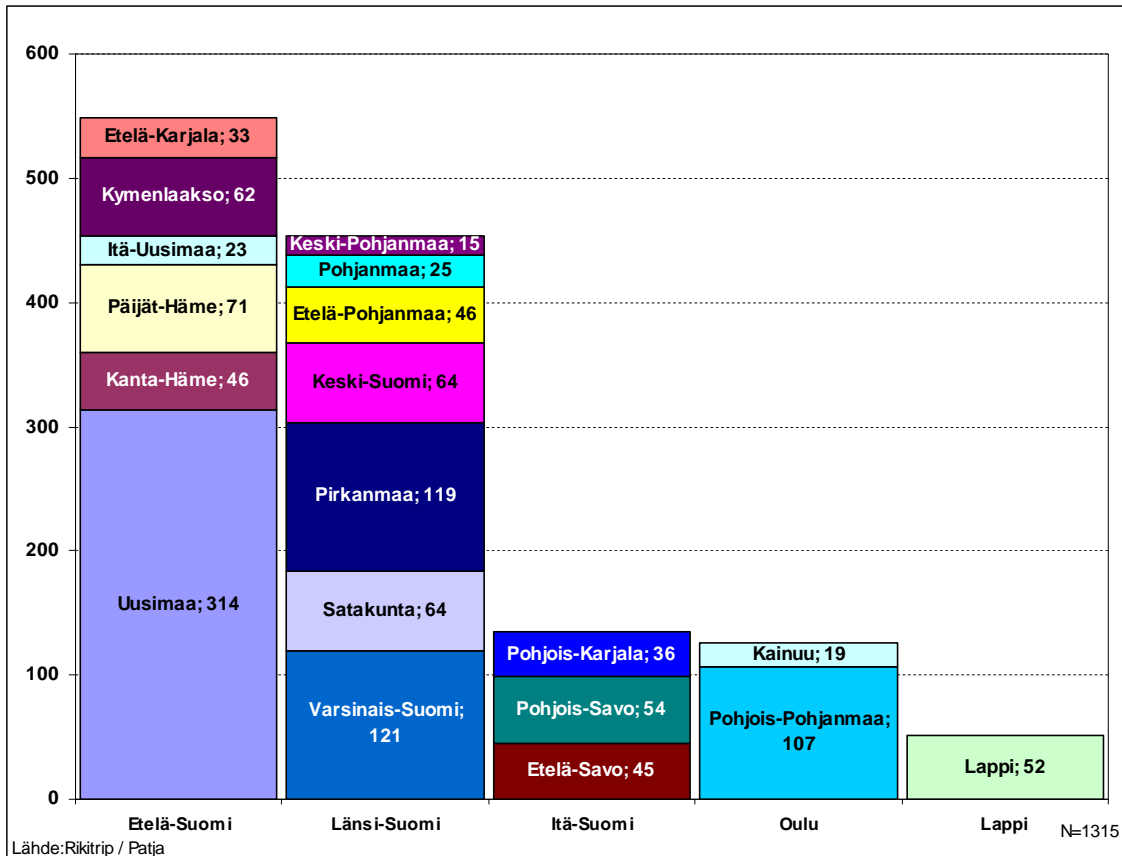 600
500
400
300
200
100
0
Etelä-Karjala; 33
Kymenlaakso; 62
Itä-Uusimaa; 23
Päijät-Häme; 71
Kanta-Häme; 46
Uusimaa; 314
Keski-Pohjanmaa; 15
Pohjanmaa; 25
Etelä-Pohjanmaa; 46
Keski-Suomi; 64
Pirkanmaa; 119
Satakunta; 64
Varsinais-Suomi;
121
Pohjois-Karjala; 36
Pohjois-Savo; 54
Etelä-Savo; 45
Kainuu; 19
Pohjois-Pohjanmaa;
107
Lappi; 52
Etelä-Suomi
Länsi-Suomi
Itä-Suomi
Oulu
Lappi
N=1315
Lähde:Rikitrip / Patja